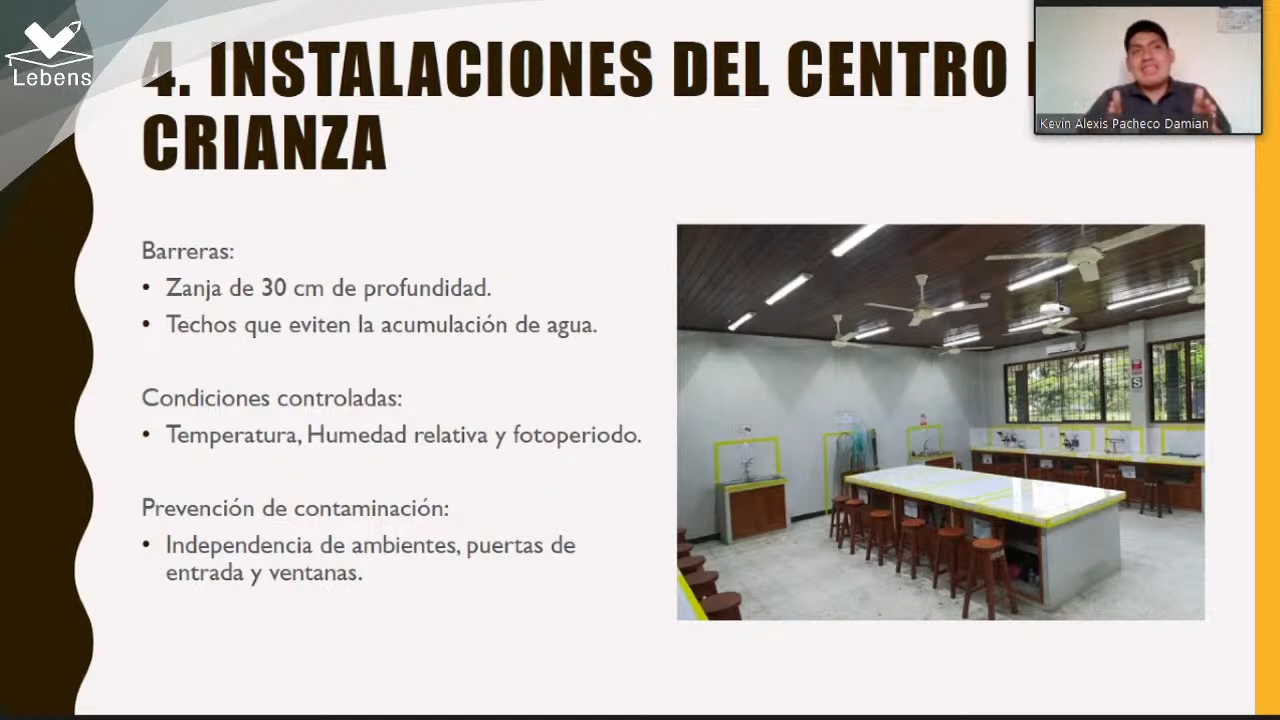 Lebens
4. INSTALACIONES DEL CENTRO
CRIANZA
Kevin Alexis Pacheco Damian
Barreras:
• Zanja de 30 cm de profundidad.
• Techos que eviten la acumulación de agua.
Condiciones controladas:
• Temperatura, Humedad relativa y fotoperiodo.
Prevención de contaminación:
• Independencia de ambientes, puertas de
entrada y ventanas.
S